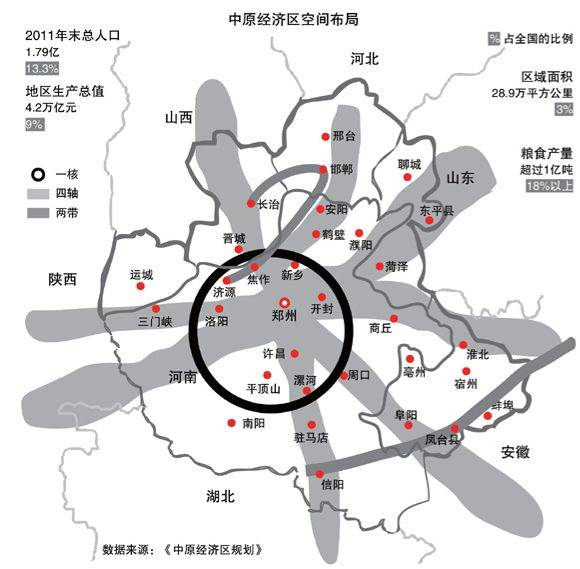 中原经济区空间布局
2011年末总人口
1.79亿
13.3%
地区生产总值
4.2万亿元
9%
% 占全国的比例
区域面积
28.9万平方公里
3%
粮食产量
超过1亿吨
18%以上
一核
四轴
两带
河北
山西
山东
陕西
河南
湖北
安徽
邢台
邯郸
聊城
长治
安阳
东平县
晋城
鹤壁
濮阳
运城
济源
焦作
新乡
菏泽
三门峡
洛阳
郑州
开封
商丘
许昌
淮北
平顶山
漯河
周口
亳州
宿州
南阳
驻马店
阜阳
蚌埠
凤台县
信阳
数据来源：《中原经济区规划》